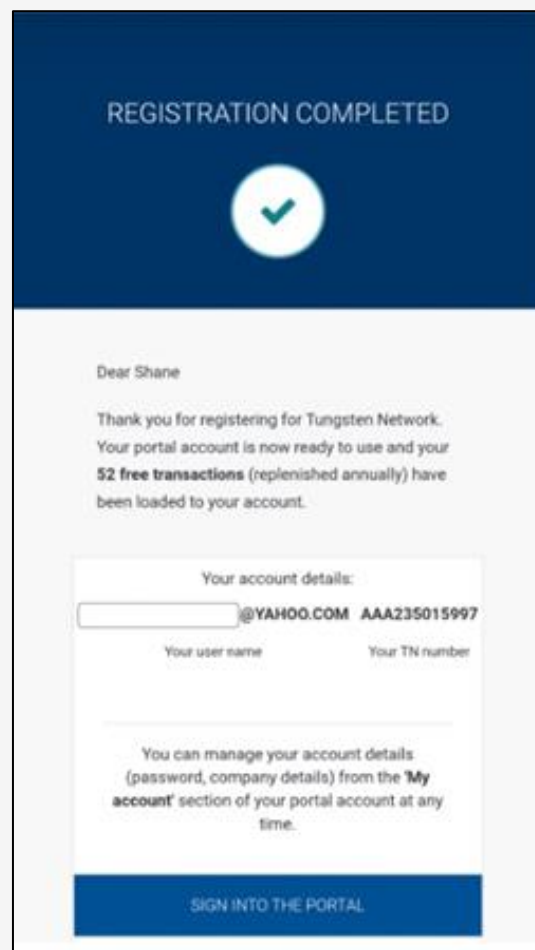 REGISTRATION COMPLETED
Dear Shane
Thank you for registering for Tungsten Network.
Your portal account is now ready to use and your
52 free transactions (replenished annually) have
been loaded to your account.
Your account details:
@YAHOO.COM AAA235015997
Your user name Your TN number
You can manage your account details
(password, company details) from the 'My
account' section of your portal account at any
time.
SIGN INTO THE PORTAL